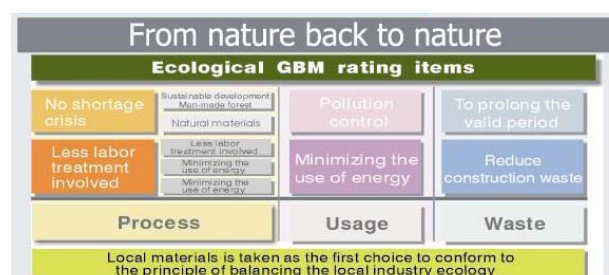 From nature back to nature
Ecological GBM rating items
No shortage
crisis
Sustainable development
Man-made forest
Natural materials
Pollution
control
To prolong the
valid period
Less labor
treatment
involved
Less labor
treatment involved
Minimizing the
use of energy
Minimizing the
use of energy
Minimizing the
use of energy
Reduce
construction waste
Process
Usage
Waste
Local materials is taken as the first choice to conform to
the principle of balancing the local industry ecology